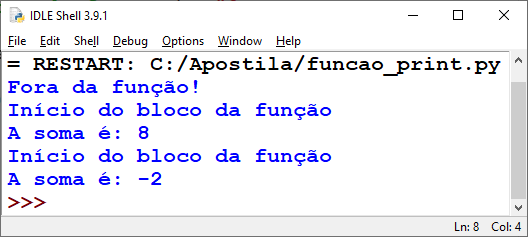 IDLE Shell 3.9.1
File Edit Shell Debug Options Window Help
= RESTART: C:/Apostila/funcao_print.py
Fora da função!
Início do bloco da função
A soma é: 8
Início do bloco da função
A soma é: -2
>>>
Ln: 8 Col: 4